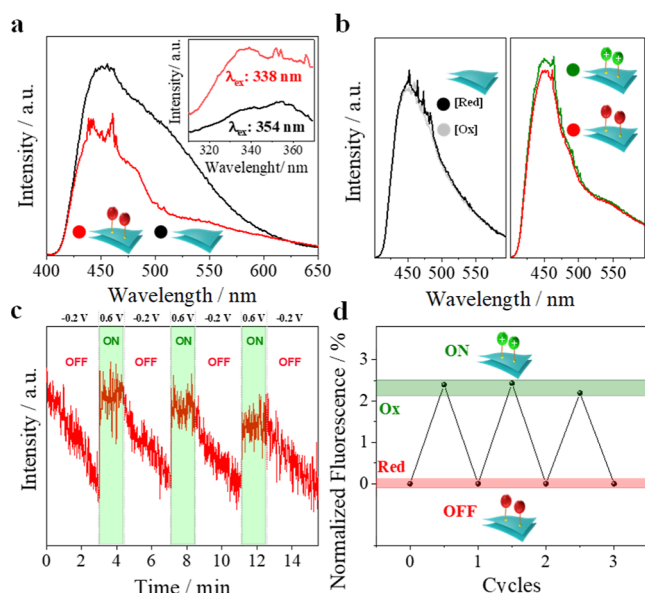 a
Intensity / a.u.
Wavelength / nm
400 450 500 550 600 650
Intensity/ a.u.
Wavelenght/ nm
320 340 360
λex: 338 nm
λex: 354 nm
b
Intensity / a.u.
[Red]
[Ox]
450 500 550
450 500 550
Wavelength / nm
+ +
c
-0.2 V 0.6 V -0.2 V 0.6 V -0.2 V 0.6 V -0.2 V
ON ON ON
OFF OFF OFF OFF
Intensity / a.u.
0 2 4 6 8 10 12 14
Time / min
d
Normalized Fluorescence / %
3
2
1
0
ON
+ +
Ox
Red
OFF
0 1 2 3
Cycles